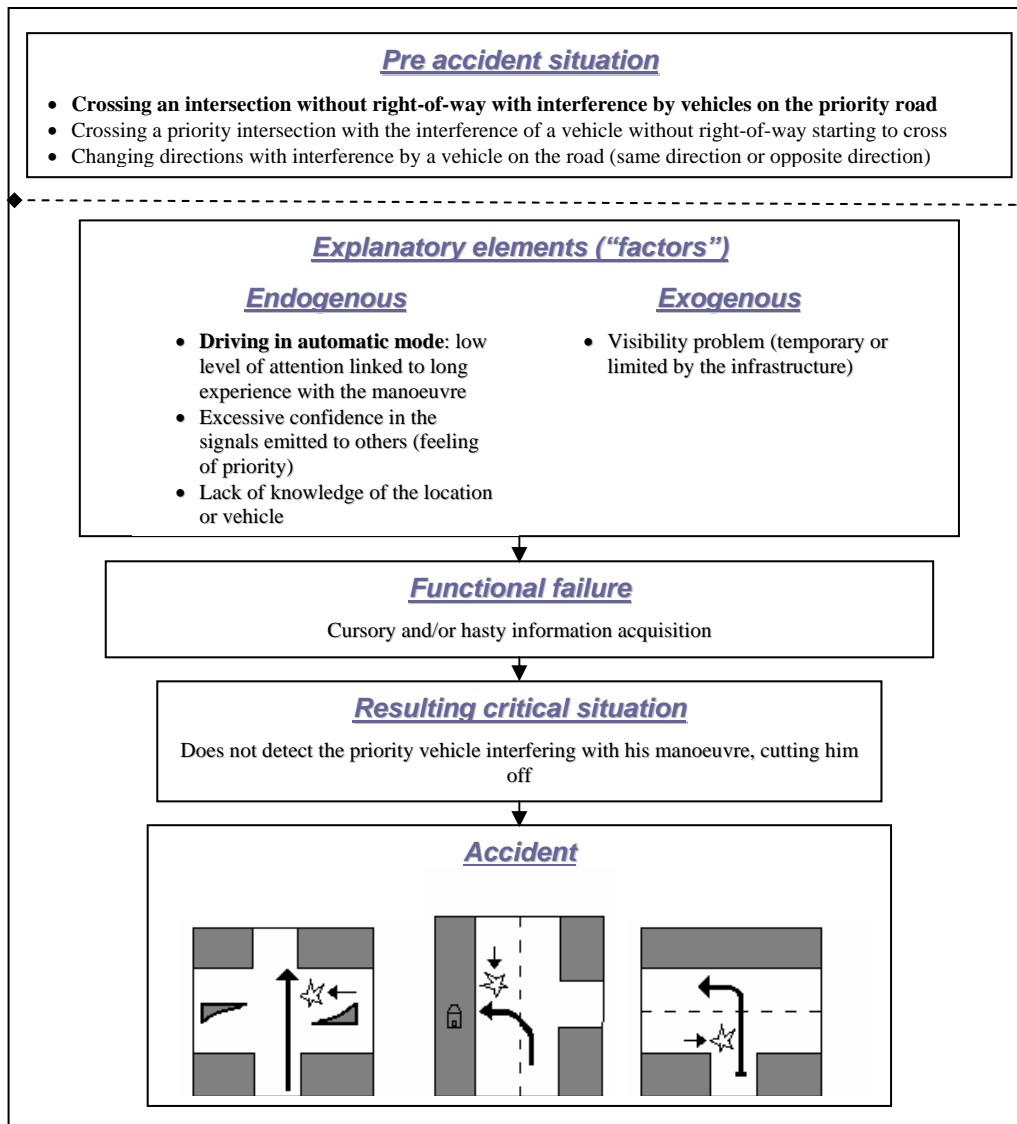 Pre accident situation
• Crossing an intersection without right-of-way with interference by vehicles on the priority road
• Crossing a priority intersection with the interference of a vehicle without right-of-way starting to cross
• Changing directions with interference by a vehicle on the road (same direction or opposite direction)
Explanatory elements (“factors”)
Endogenous
• Driving in automatic mode: low
level of attention linked to long
experience with the manoeuvre
• Excessive confidence in the
signals emitted to others (feeling
of priority)
• Lack of knowledge of the location
or vehicle
Exogenous
• Visibility problem (temporary or
limited by the infrastructure)
Functional failure
Cursory and/or hasty information acquisition
Resulting critical situation
Does not detect the priority vehicle interfering with his manoeuvre, cutting him
off
Accident